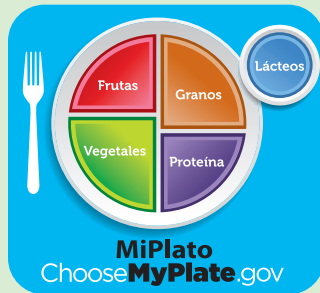 Lácteos
Frutas
Granos
Vegetales
Proteína
MiPlato
ChooseMyPlate.gov